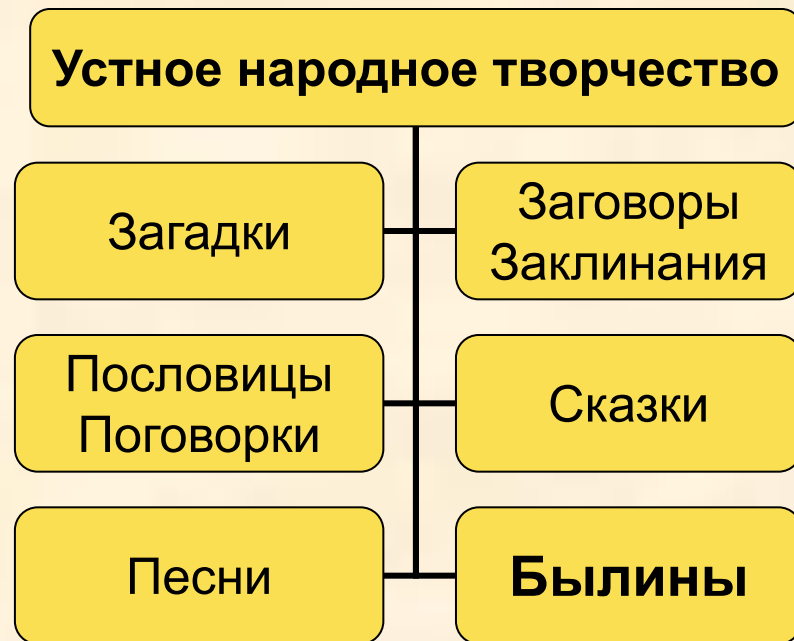 Устное народное творчество
Загадки
Заговоры
Заклинания
Пословицы
Поговорки
Сказки
Песни
Былины